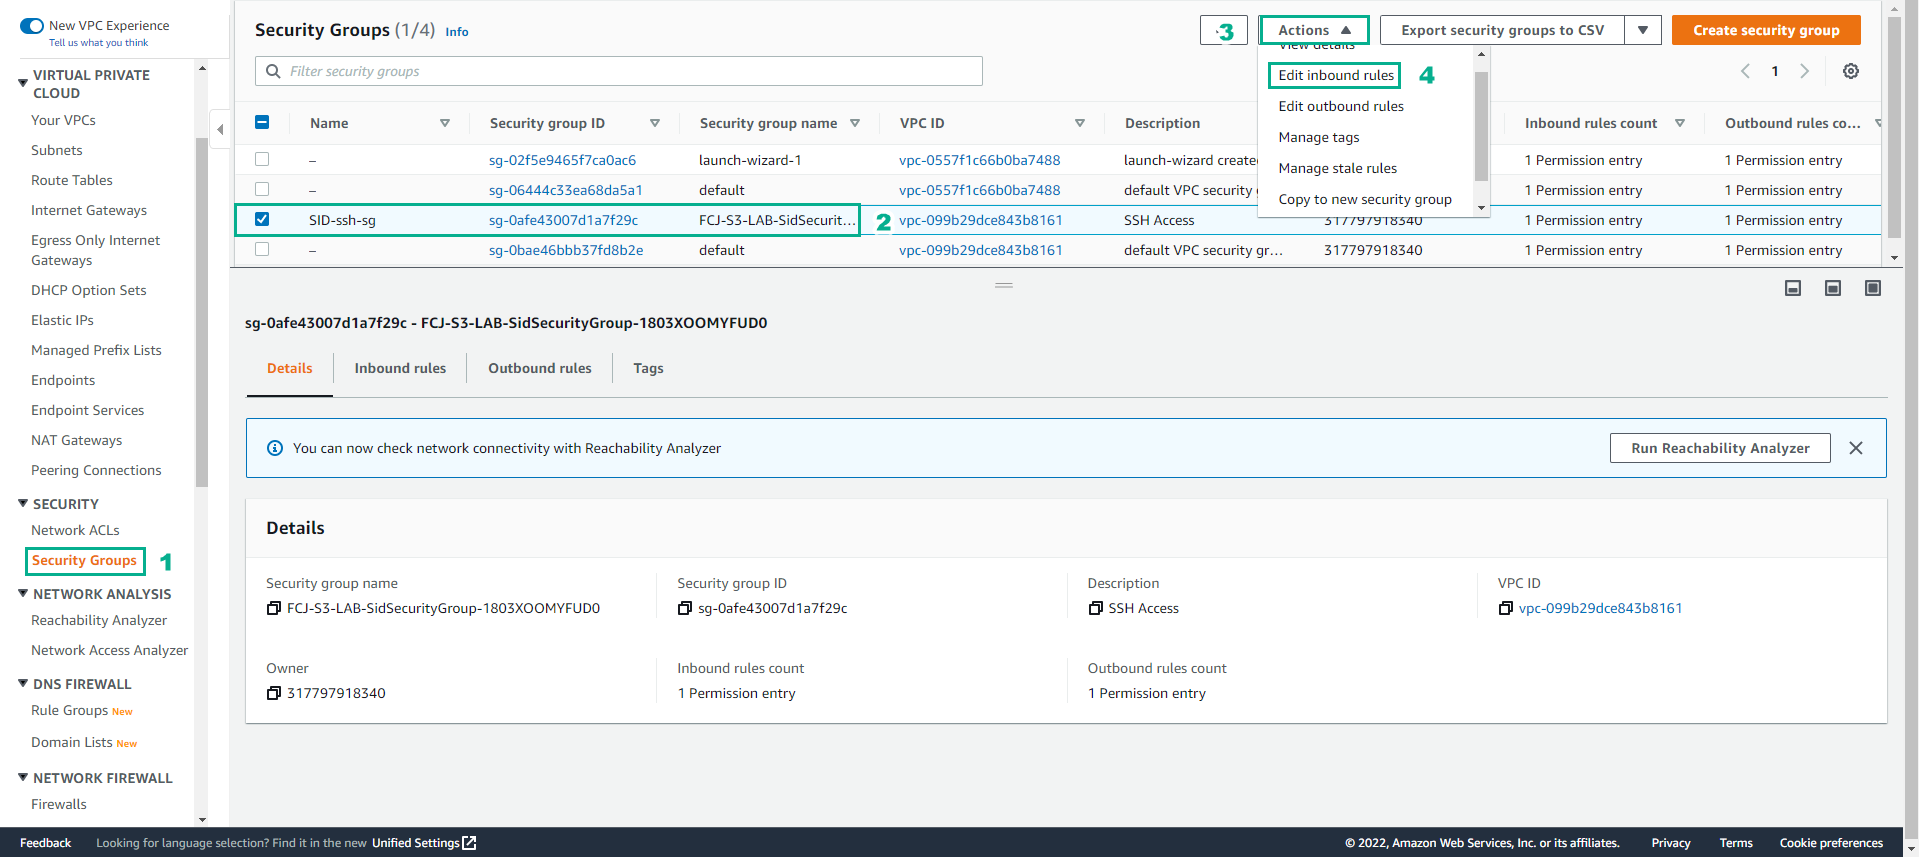 New VPC Experience
Tell us what you think
VIRTUAL PRIVATE
CLOUD
Your VPCs
Subnets
Route Tables
Internet Gateways
Egress Only Internet
Gateways
DHCP Option Sets
Elastic IPs
Managed Prefix Lists
Endpoints
Endpoint Services
NAT Gateways
Peering Connections
SECURITY
Network ACLs
Security Groups 1
NETWORK ANALYSIS
Reachability Analyzer
Network Access Analyzer
DNS FIREWALL
Rule Groups New
Domain Lists New
NETWORK FIREWALL
Firewalls
Security Groups (1/4) Info
3 Actions Export security groups to CSV Create security group
Filter security groups
1
View details
Edit inbound rules 4
Edit outbound rules
Manage tags
Manage stale rules
Copy to new security group
Name Security group ID Security group name VPC ID Description Inbound rules count Outbound rules co...
– sg-02f5e9465f7ca0ac6 launch-wizard-1 vpc-0557f1c66b0ba7488 launch-wizard create 1 Permission entry 1 Permission entry
– sg-06444c33ea68da5a1 default vpc-0557f1c66b0ba7488 default VPC security 1 Permission entry 1 Permission entry
SID-ssh-sg sg-0afe43007d1a7f29c FCJ-S3-LAB-SidSecurit... 2 vpc-099b29dce843b8161 SSH Access 317797918340 1 Permission entry 1 Permission entry
– sg-0bae46bbb37fd8b2e default vpc-099b29dce843b8161 default VPC security gr... 317797918340 1 Permission entry 1 Permission entry
sg-0afe43007d1a7f29c - FCJ-S3-LAB-SidSecurityGroup-1803XOOMYFUD0
Details Inbound rules Outbound rules Tags
You can now check network connectivity with Reachability Analyzer Run Reachability Analyzer
Details
Security group name
FCJ-S3-LAB-SidSecurityGroup-1803XOOMYFUD0
Security group ID
sg-0afe43007d1a7f29c
Description
SSH Access
VPC ID
vpc-099b29dce843b8161
Owner
317797918340
Inbound rules count
1 Permission entry
Outbound rules count
1 Permission entry
Feedback Looking for language selection? Find it in the new Unified Settings © 2022, Amazon Web Services, Inc. or its affiliates. Privacy Terms Cookie preferences